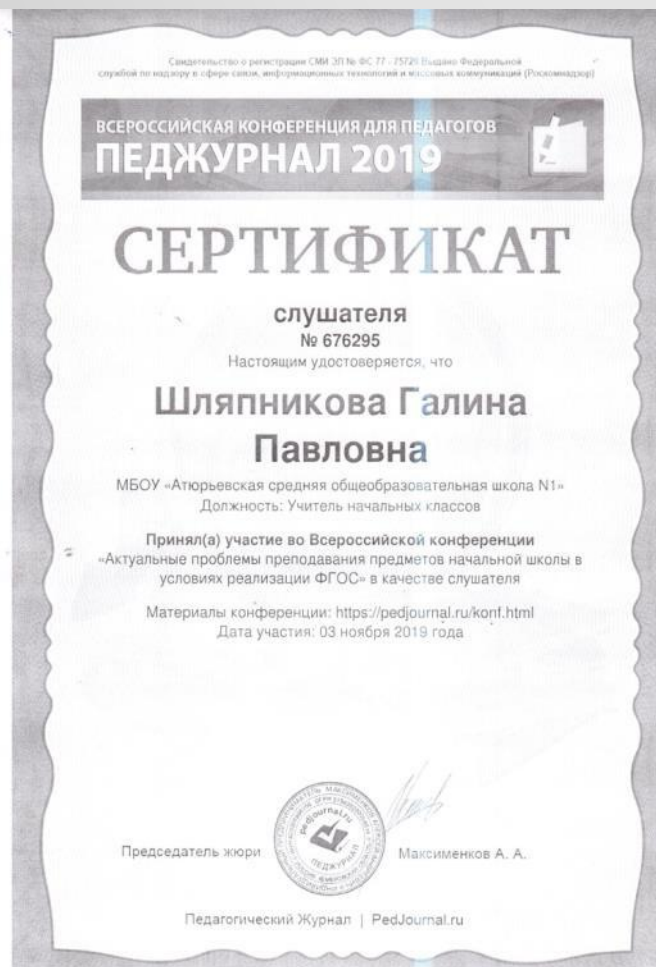 Свидетельство о регистрации СМИ ЭЛ № ФС 77 - 75729 Выдано Федеральной
службой по надзору в сфере связи, информационных технологий и массовых коммуникаций (Роскомнадзор)
ВСЕРОССИЙСКАЯ КОНФЕРЕНЦИЯ ДЛЯ ПЕДАГОГОВ
ПЕДЖУРНАЛ 2019
СЕРТИФИКАТ
слушателя
№ 676295
Настоящим удостоверяется, что
Шляпникова Галина
Павловна
МБОУ «Атюрьевская средняя общеобразовательная школа N1»
Должность: Учитель начальных классов
Принял(а) участие во Всероссийской конференции
«Актуальные проблемы преподавания предметов начальной школы в
условиях реализации ФГОС» в качестве слушателя
Материалы конференции: https://pedjournal.ru/konf.html
Дата участия: 03 ноября 2019 года
pedjournal.ru
ПЕДЖУРНАЛ
Председатель жюри
Максименков А. А.
Педагогический Журнал | PedJournal.ru